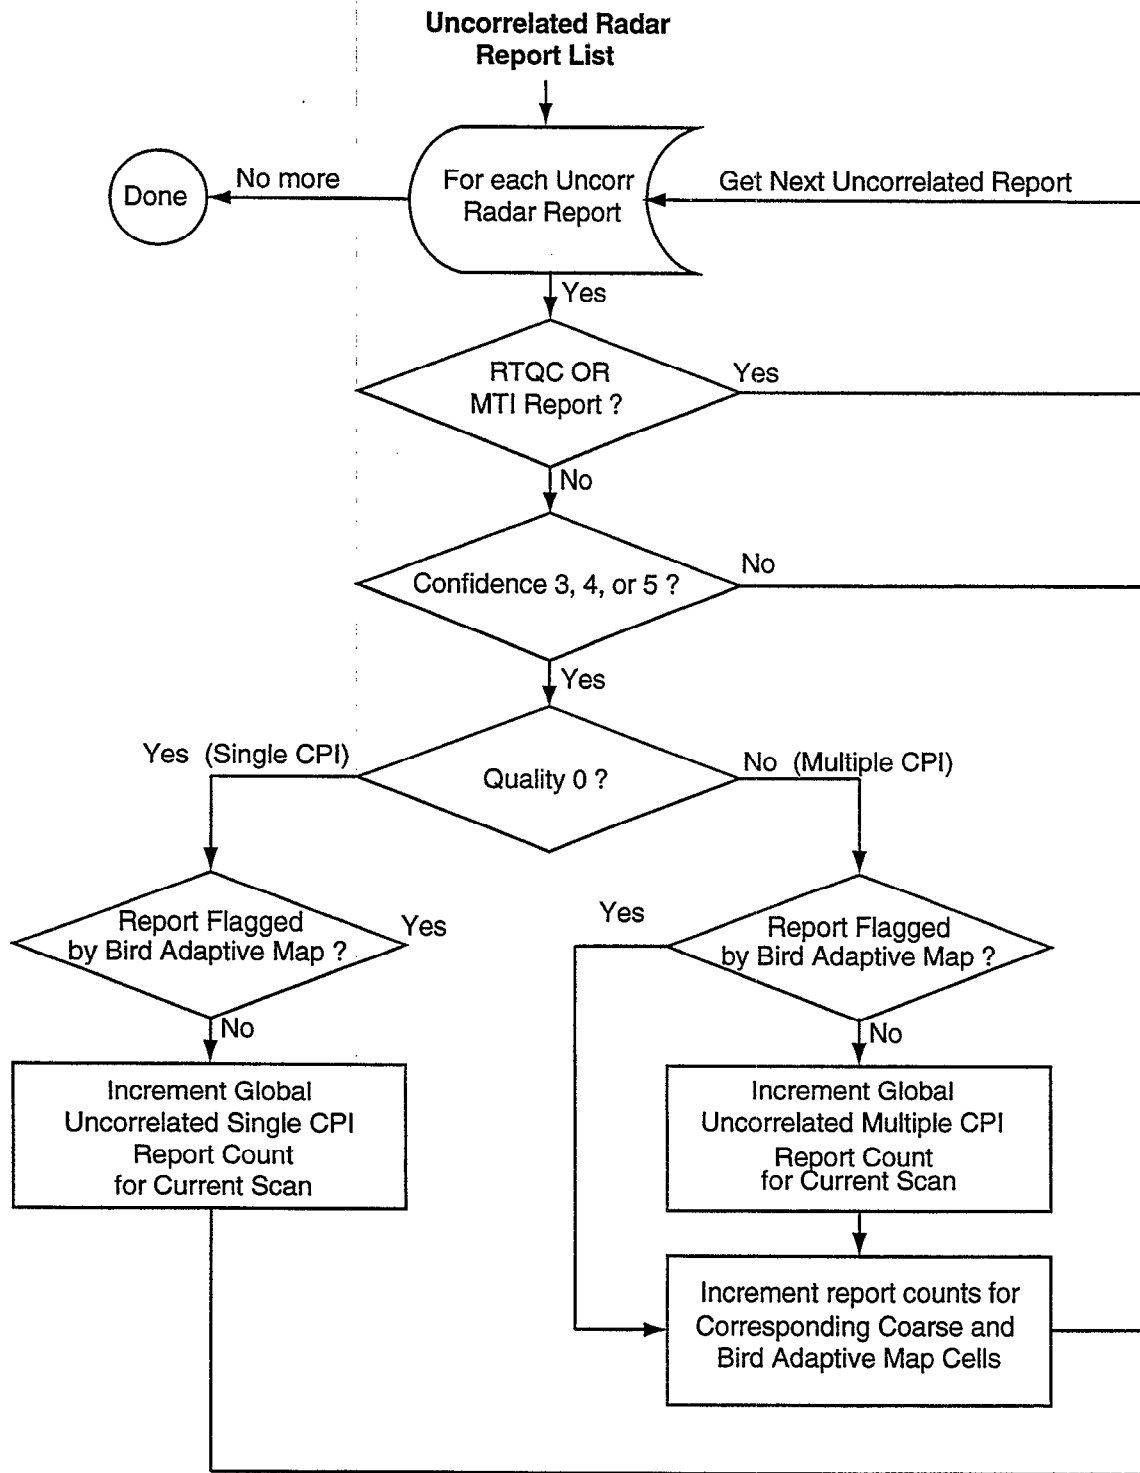 Uncorrelated Radar
Report List
Done
No more
For each Uncorr
Radar Report
Get Next Uncorrelated Report
Yes
RTQC OR
MTI Report ?
Yes
No
Confidence 3, 4, or 5 ?
No
Yes
Yes (Single CPI)
Quality 0 ?
No (Multiple CPI)
Report Flagged
by Bird Adaptive Map ?
Yes
Yes
Report Flagged
by Bird Adaptive Map ?
No
No
Increment Global
Uncorrelated Single CPI
Report Count
for Current Scan
Increment Global
Uncorrelated Multiple CPI
Report Count
for Current Scan
Increment report counts for
Corresponding Coarse and
Bird Adaptive Map Cells